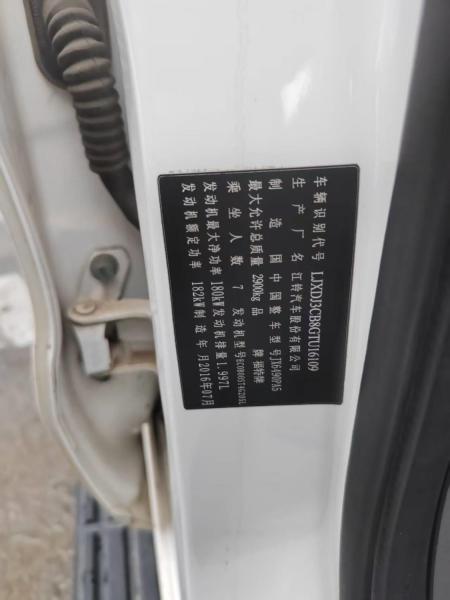 车辆识别代号 LJXDJ3CB8GTU16109
生产厂名 江铃汽车股份有限公司
制造国 中国 整车型号 JX6490PA5
最大允许总质量 2900kg 品牌 福特牌
乘坐人数 7 发动机型号
发动机最大净功率 180kW 发动机排量 1.997L
发动机额定功率 182kW 制造年月 2016年07月